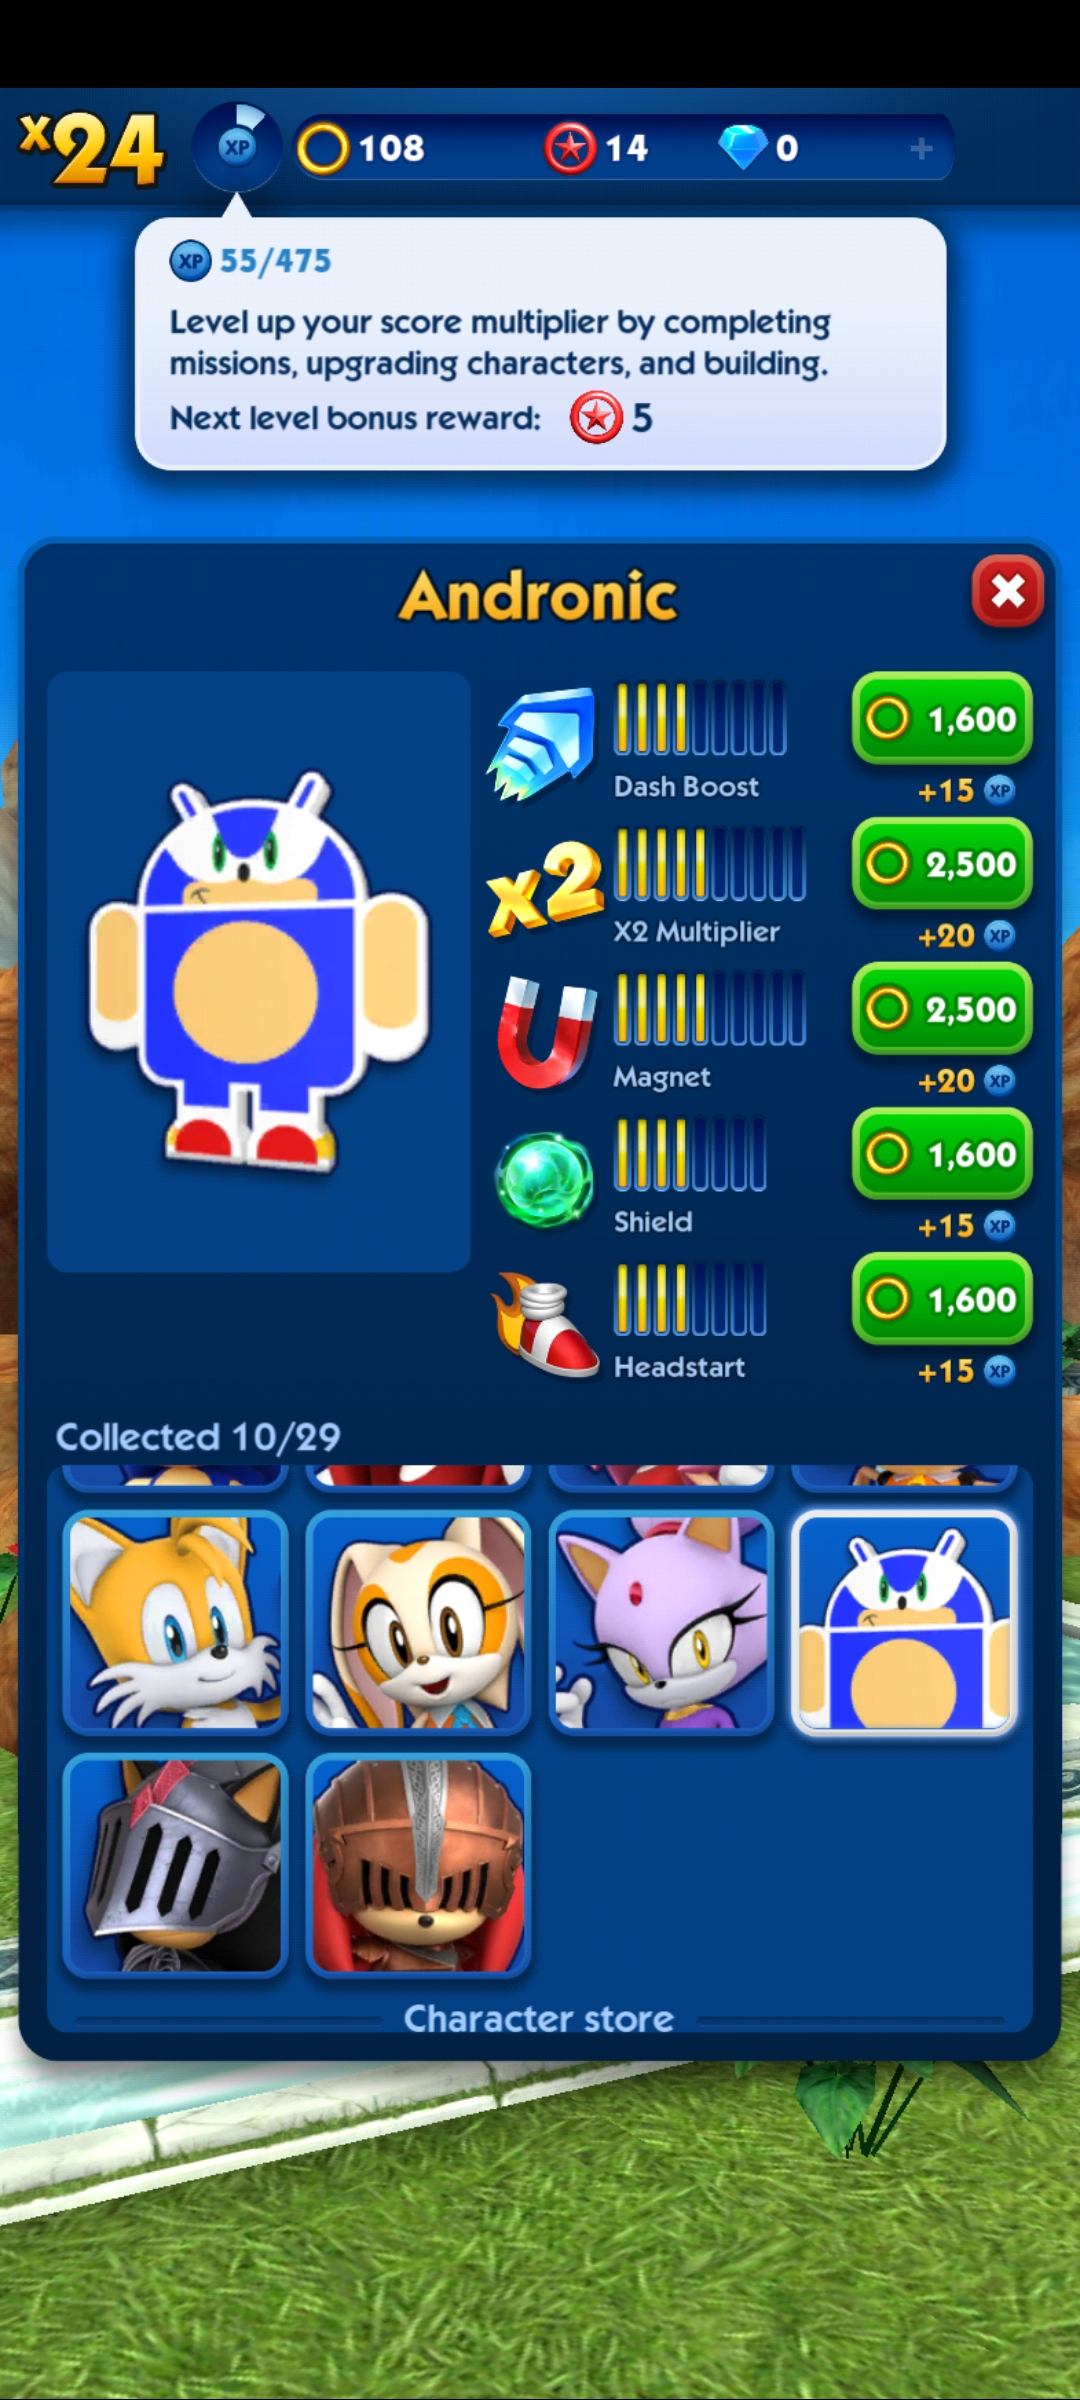 x24
XP
108
14
0
+
XP 55/475
Level up your score multiplier by completing
missions, upgrading characters, and building.
Next level bonus reward: 5
Andronic
1,600
Dash Boost
+15 XP
x2
2,500
X2 Multiplier
+20 XP
2,500
Magnet
+20 XP
1,600
Shield
+15 XP
1,600
Headstart
+15 XP
Collected 10/29
Character store